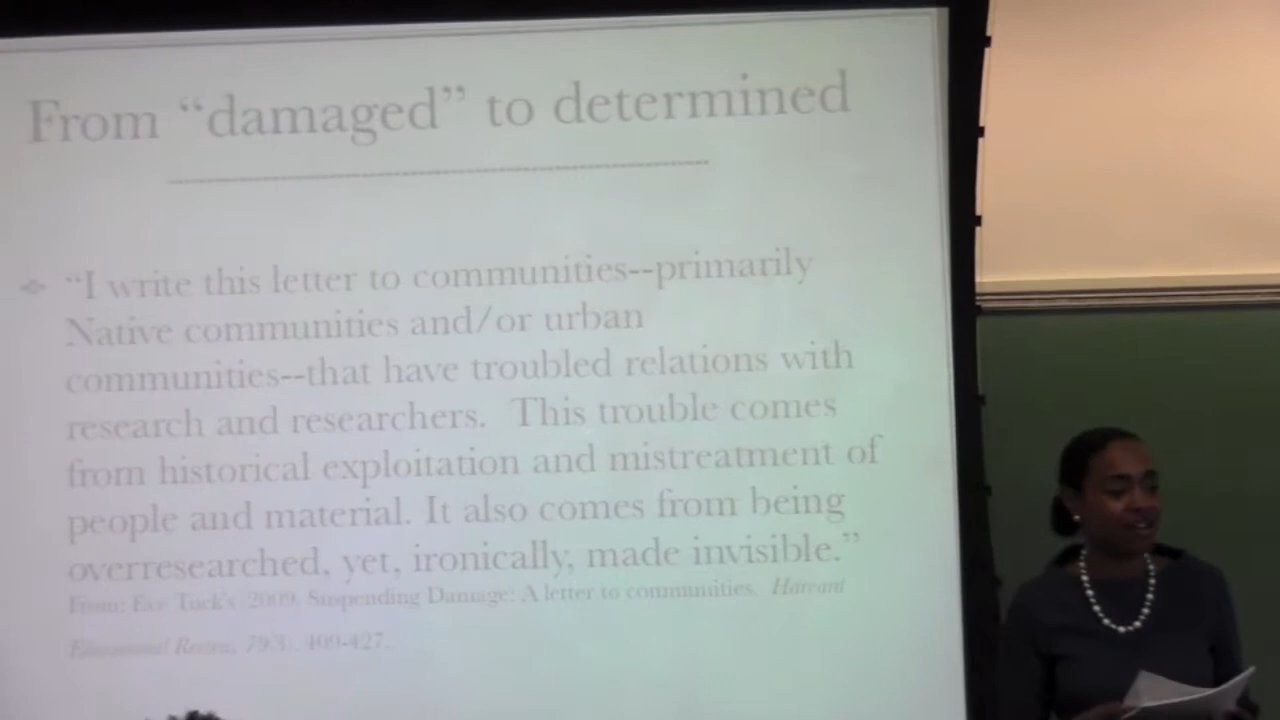 From “damaged” to determined
“I write this letter to communities--primarily
Native communities and/or urban
communities--that have troubled relations with
research and researchers.  This trouble comes
from historical exploitation and mistreatment of
people and material. It also comes from being
overresearched, yet, ironically, made invisible.”
From: Eve Tuck's 2009. Suspending Damage: A letter to communities. Harvard
Educational Review, 79:3: 409-427.